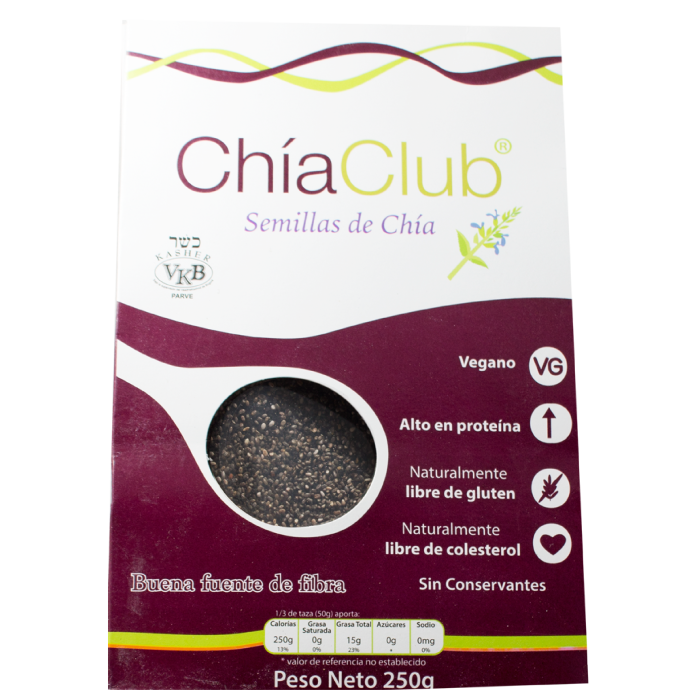 ChíaClub®
Semillas de Chía
כשר
KASHER
VKB
PARVE
Vegano VG
Alto en proteína
Naturalmente
libre de gluten
Naturalmente
libre de colesterol
Buena fuente de fibra
Sin Conservantes
1/3 de taza (50g) aporta:
Calorías Grasa Saturada Grasa Total Azúcares Sodio
250g 0g 15g 0g 0mg
13% 0% 23% * 0%
* valor de referencia no establecido
Peso Neto 250g